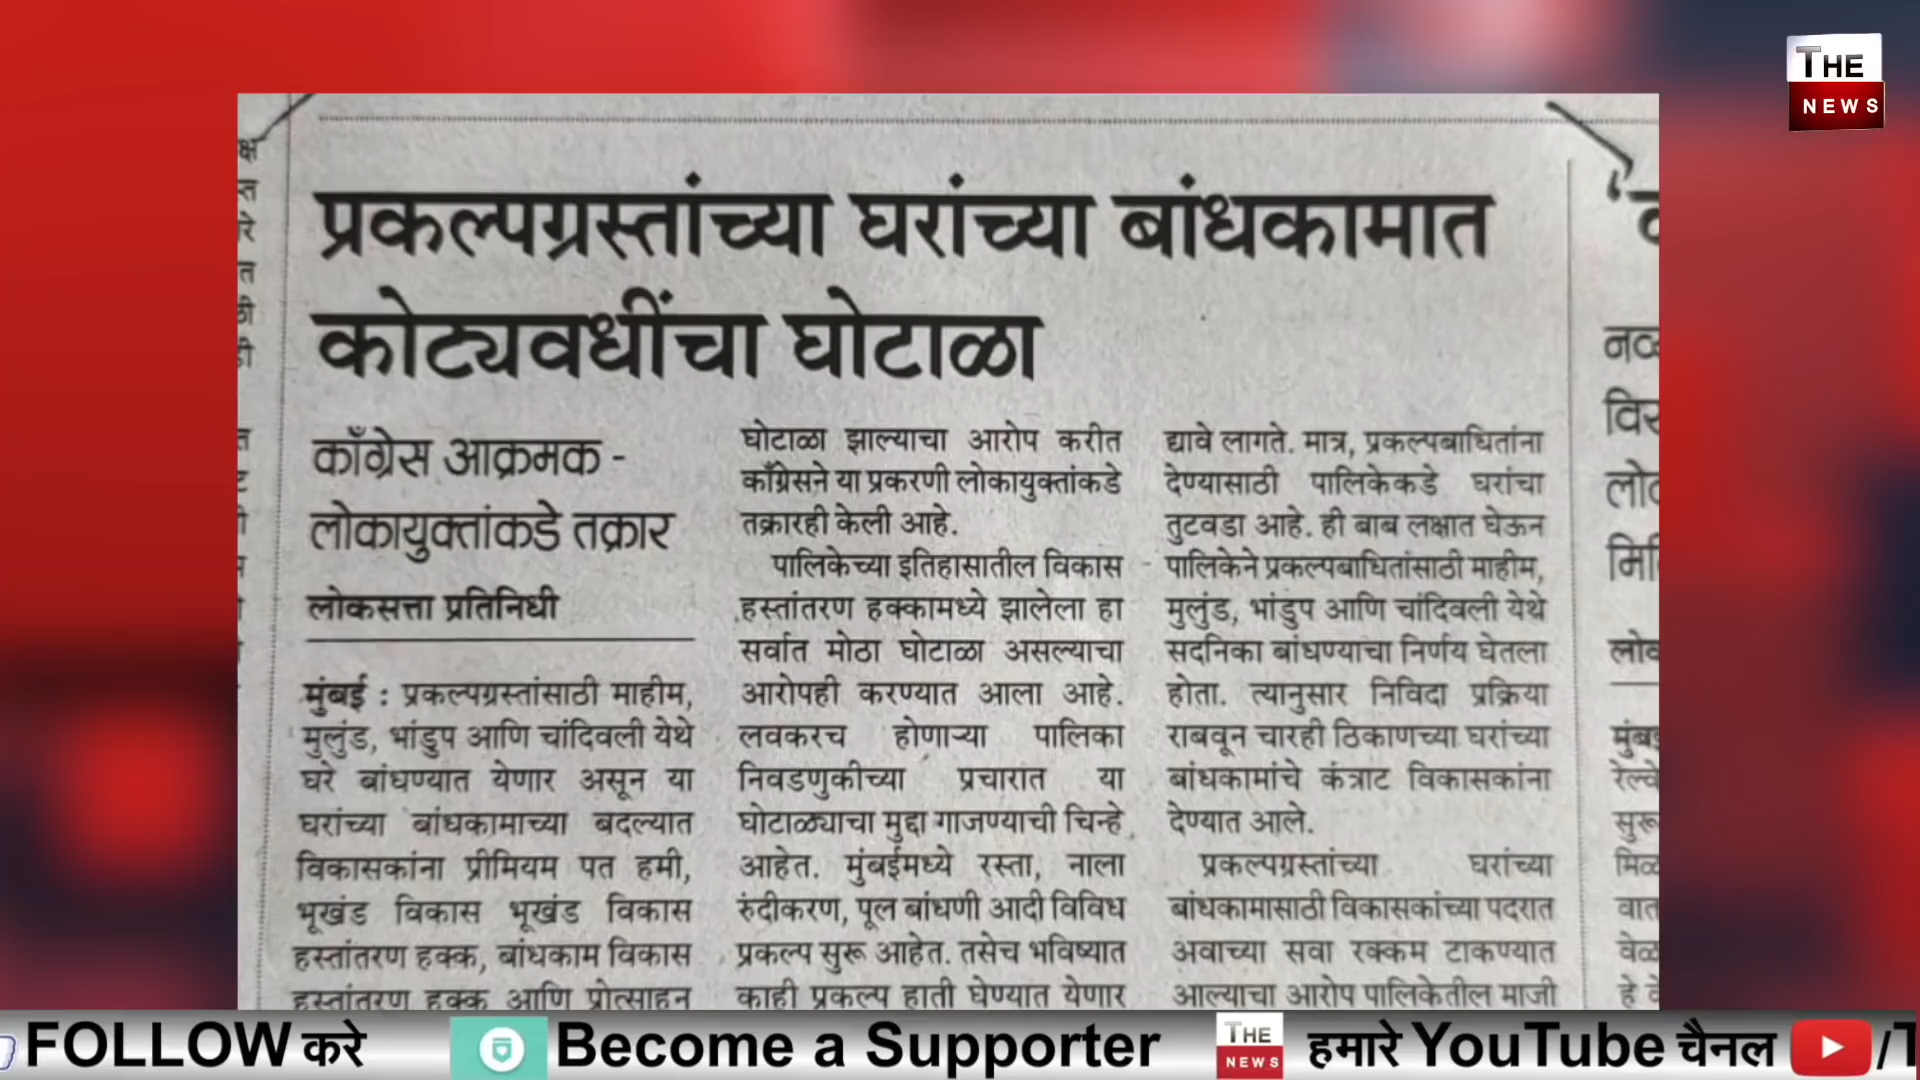 THE
NEWS
प्रकल्पग्रस्तांच्या घरांच्या बांधकामात
कोट्यवधींचा घोटाळा
काँग्रेस आक्रमक -
लोकायुक्तांकडे तक्रार
लोकसत्ता प्रतिनिधी
मुंबई : प्रकल्पग्रस्तांसाठी माहीम,
मुलुंड, भांडुप आणि चांदिवली येथे
घरे बांधण्यात येणार असून या
घरांच्या बांधकामाच्या बदल्यात
विकासकांना प्रीमियम पत हमी,
भूखंड विकास भूखंड विकास
हस्तांतरण हक्क, बांधकाम विकास
हस्तांतरण हक्क आणि प्रोत्साहन
घोटाळा झाल्याचा आरोप करीत
काँग्रेसने या प्रकरणी लोकायुक्तांकडे
तक्रारही केली आहे.
पालिकेच्या इतिहासातील विकास
हस्तांतरण हक्कामध्ये झालेला हा
सर्वात मोठा घोटाळा असल्याचा
आरोपही करण्यात आला आहे.
लवकरच होणाऱ्या पालिका
निवडणुकीच्या प्रचारात या
घोटाळ्याचा मुद्दा गाजण्याची चिन्हे
आहेत. मुंबईमध्ये रस्ता, नाला
रुंदीकरण, पूल बांधणी आदी विविध
प्रकल्प सुरू आहेत. तसेच भविष्यात
काही प्रकल्प हाती घेण्यात येणार
द्यावे लागते. मात्र, प्रकल्पबाधितांना
देण्यासाठी पालिकेकडे घरांचा
तुटवडा आहे. ही बाब लक्षात घेऊन
पालिकेने प्रकल्पबाधितांसाठी माहीम,
मुलुंड, भांडुप आणि चांदिवली येथे
सदनिका बांधण्याचा निर्णय घेतला
होता. त्यानुसार निविदा प्रक्रिया
राबवून चारही ठिकाणच्या घरांच्या
बांधकामांचे कंत्राट विकासकांना
देण्यात आले.
प्रकल्पग्रस्तांच्या घरांच्या
बांधकामासाठी विकासकांच्या पदरात
अवाच्या सवा रक्कम टाकण्यात
आल्याचा आरोप पालिकेतील माजी
FOLLOW करे Become a Supporter THE NEWS हमारे YouTube चैनल /T